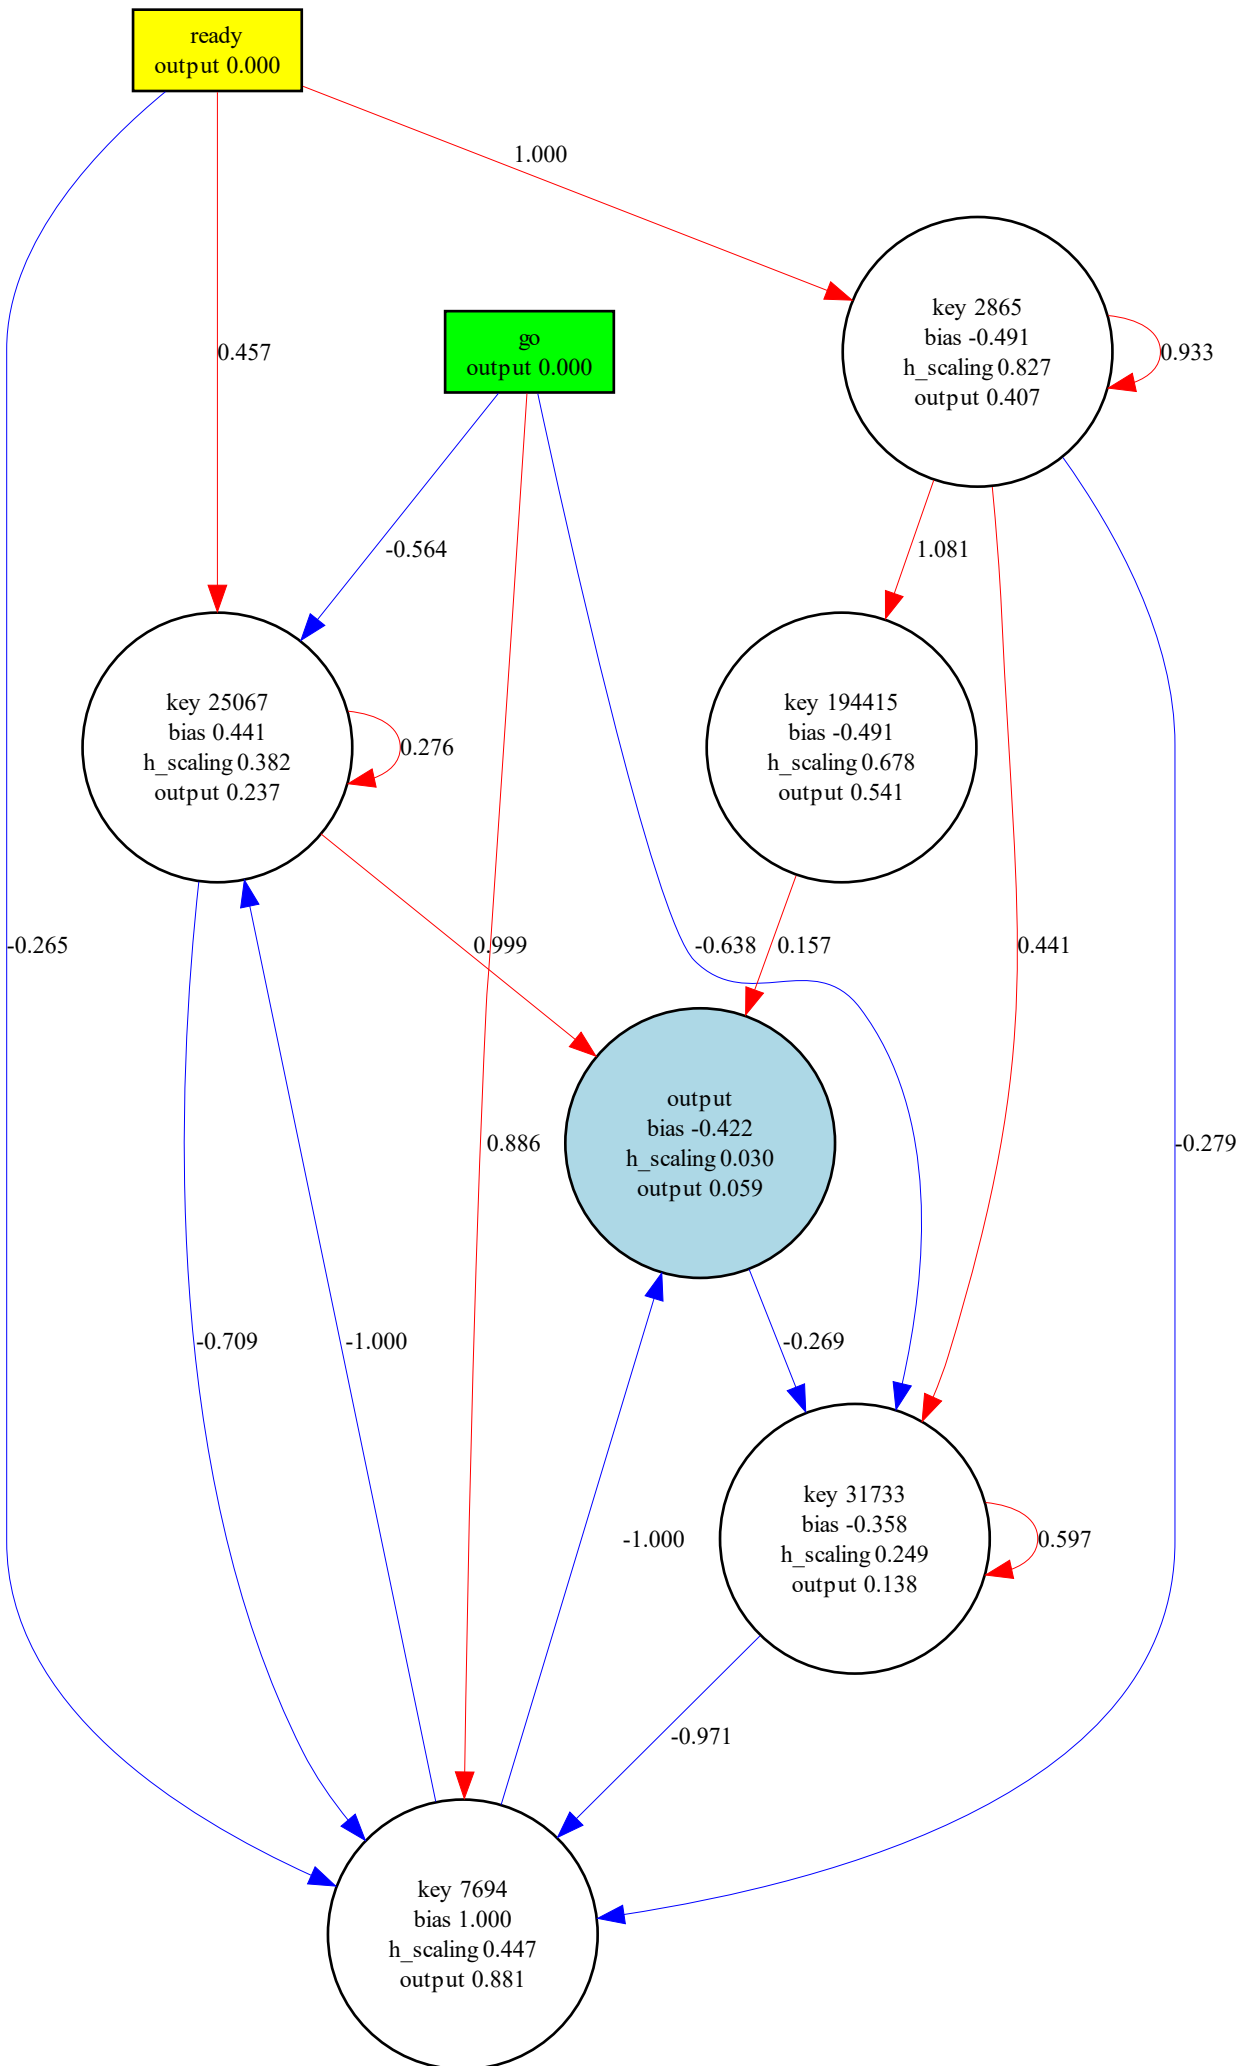 ready
output 0.000
1.000
go
output 0.000
key 2865
bias -0.491
h_scaling 0.827
output 0.407
0.933
0.457
-0.564
1.081
key 25067
bias 0.441
h_scaling 0.382
output 0.237
0.276
key 194415
bias -0.491
h_scaling 0.678
output 0.541
-0.265
0.999
-0.638
0.157
0.441
output
bias -0.422
h_scaling 0.030
output 0.059
0.886
-0.279
-0.709
-1.000
-0.269
key 31733
bias -0.358
h_scaling 0.249
output 0.138
-1.000
0.597
-0.971
key 7694
bias 1.000
h_scaling 0.447
output 0.881